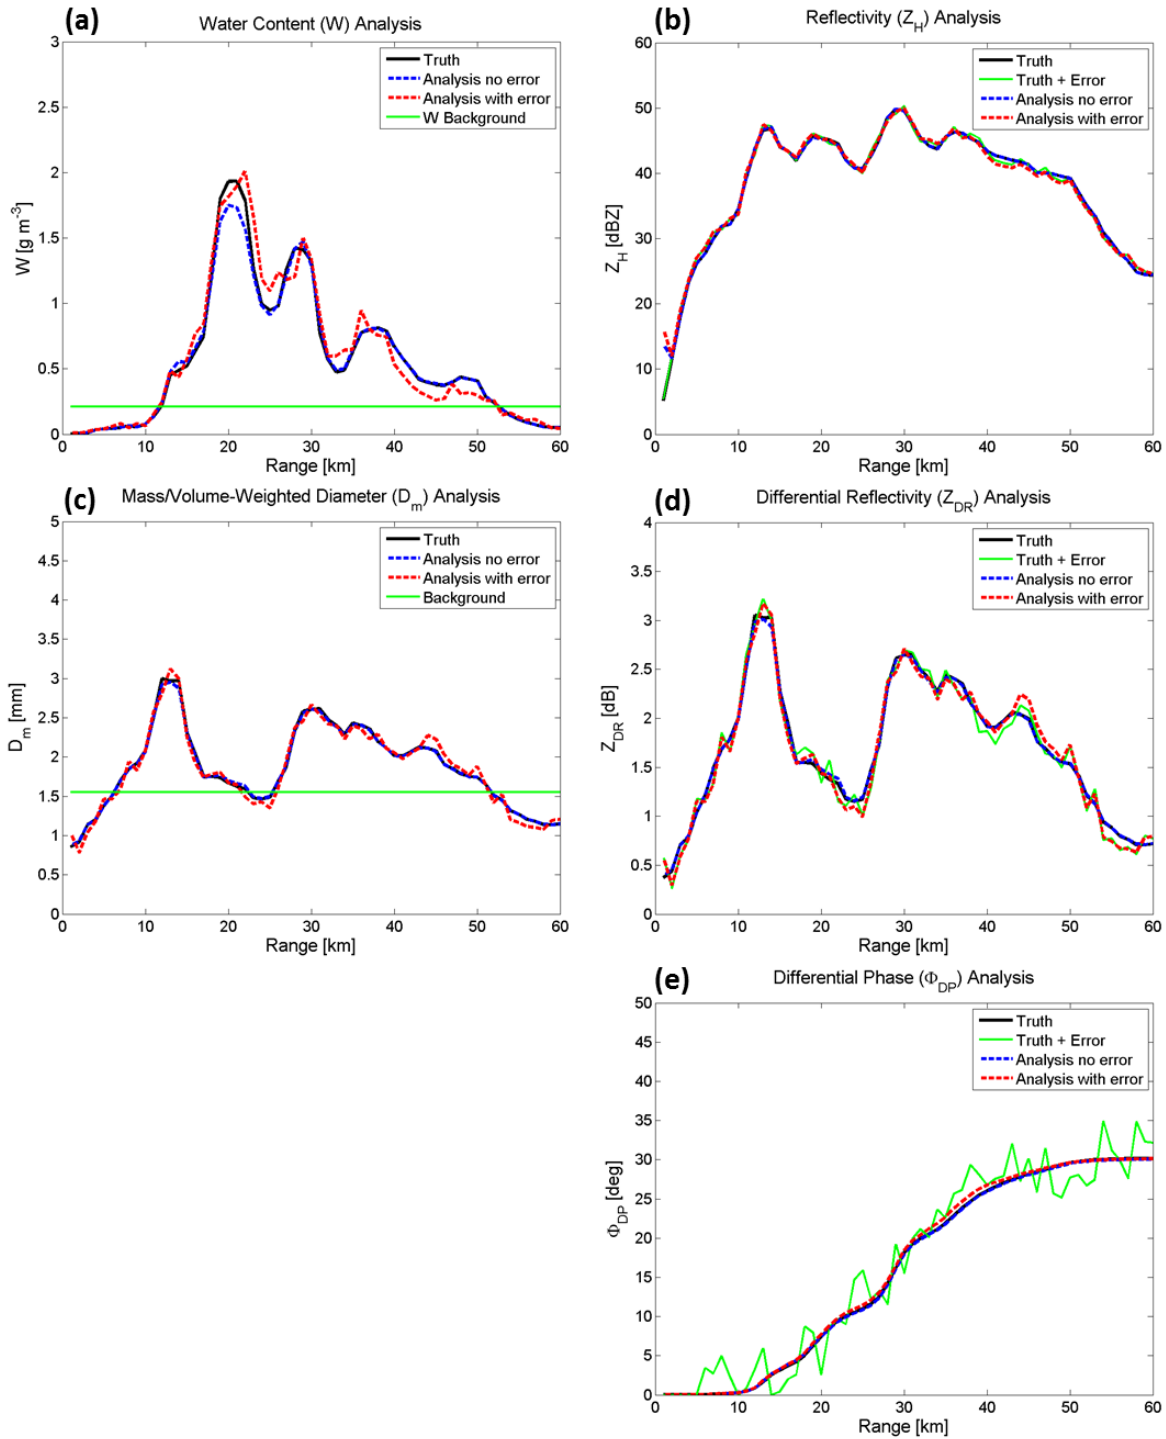 (a)
Water Content (W) Analysis
3
2.5
2
1.5
1
0.5
0
W [g m-3]
Truth
Analysis no error
Analysis with error
W Background
0 10 20 30 40 50 60
Range [km]
(b)
Reflectivity (ZH) Analysis
60
50
40
30
20
10
0
ZH [dBZ]
Truth
Truth + Error
Analysis no error
Analysis with error
0 10 20 30 40 50 60
Range [km]
(c)
Mass/Volume-Weighted Diameter (Dm) Analysis
5
4.5
4
3.5
3
2.5
2
1.5
1
0.5
0
Dm [mm]
Truth
Analysis no error
Analysis with error
Background
0 10 20 30 40 50 60
Range [km]
(d)
Differential Reflectivity (ZDR) Analysis
4
3.5
3
2.5
2
1.5
1
0.5
0
ZDR [dB]
Truth
Truth + Error
Analysis no error
Analysis with error
0 10 20 30 40 50 60
Range [km]
(e)
Differential Phase (ΦDP) Analysis
50
45
40
35
30
25
20
15
10
5
0
ΦDP [deg]
Truth
Truth + Error
Analysis no error
Analysis with error
0 10 20 30 40 50 60
Range [km]